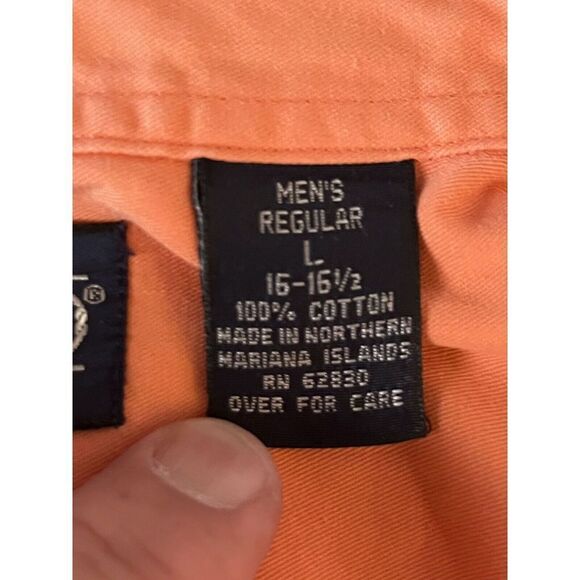 MEN'S
REGULAR
L
16-16½
100% COTTON
MADE IN NORTHERN
MARIANA ISLANDS
RN 62830
OVER FOR CARE
®